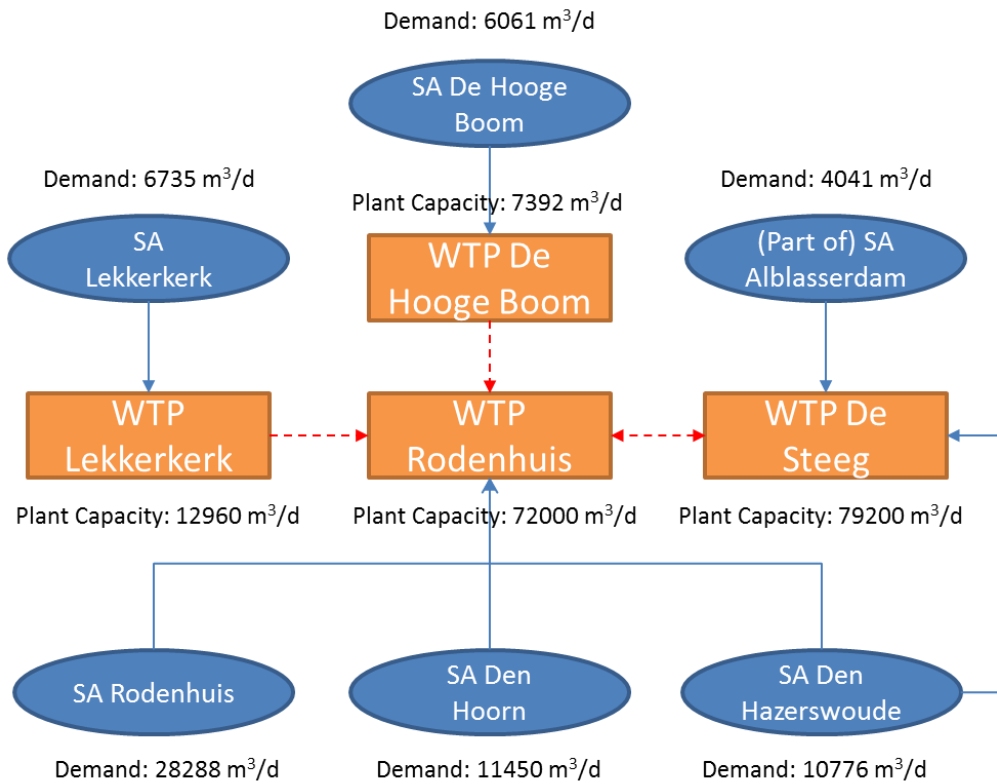 Demand: 6061 m³/d
SA De Hooge
Boom
Demand: 6735 m³/d
Demand: 4041 m³/d
Plant Capacity: 7392 m³/d
SA
Lekkerkerk
WTP De
Hooge Boom
(Part of) SA
Alblasserdam
WTP
Lekkerkerk
WTP
Rodenhuis
WTP De
Steeg
Plant Capacity: 12960 m³/d
Plant Capacity: 72000 m³/d
Plant Capacity: 79200 m³/d
SA Rodenhuis
SA Den
Hoorn
SA Den
Hazerswoude
Demand: 28288 m³/d
Demand: 11450 m³/d
Demand: 10776 m³/d